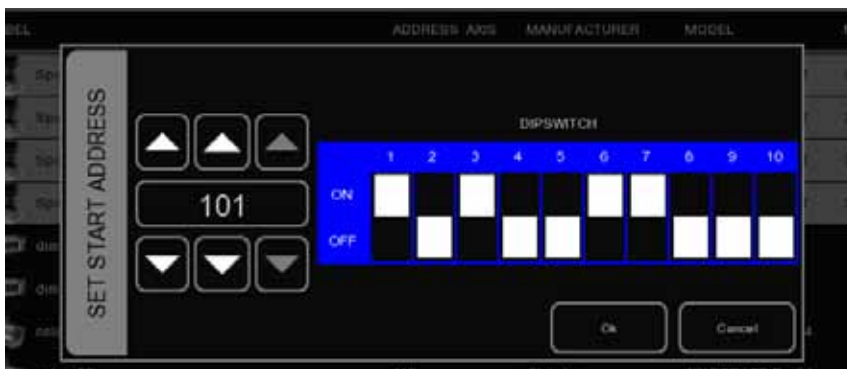 ADDRESS AXIS MANUFACTURER MODEL
SET START ADDRESS
DIPSWITCH
1 2 3 4 5 6 7 8 9 10
101
ON
OFF
Ok Cancel